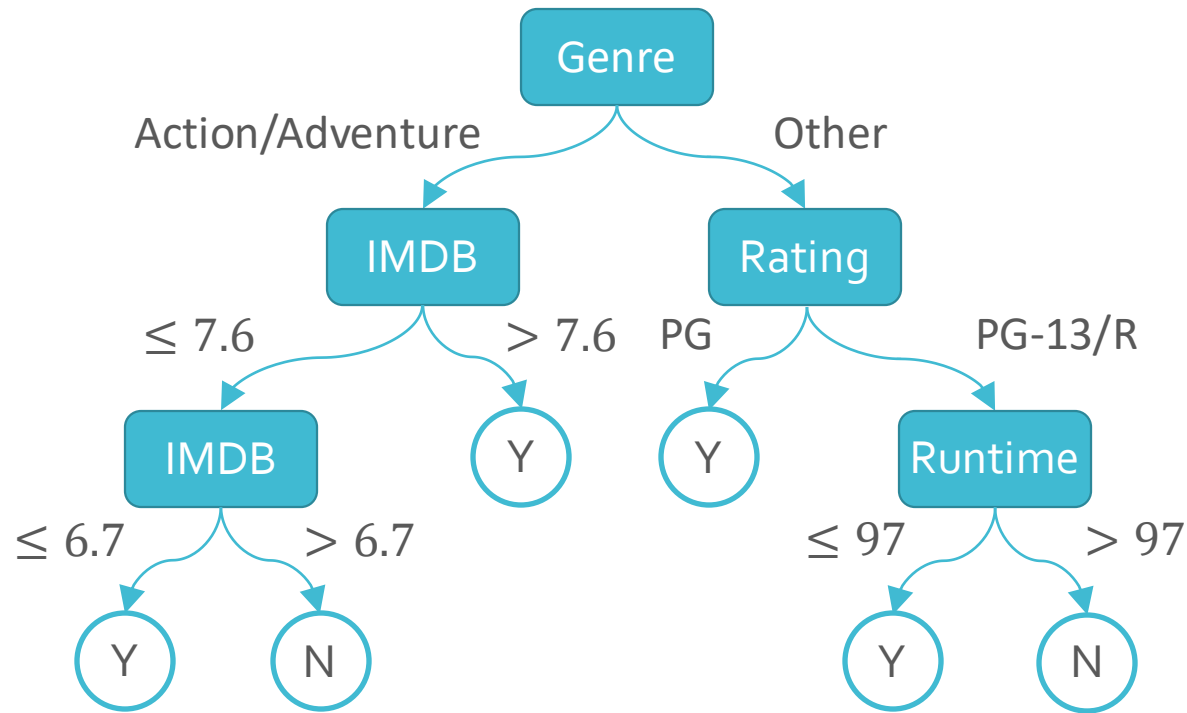 Genre
Action/Adventure Other
IMDB Rating
≤ 7.6 > 7.6 PG PG-13/R
IMDB Y Y Runtime
≤ 6.7 > 6.7 ≤ 97 > 97
Y N Y N